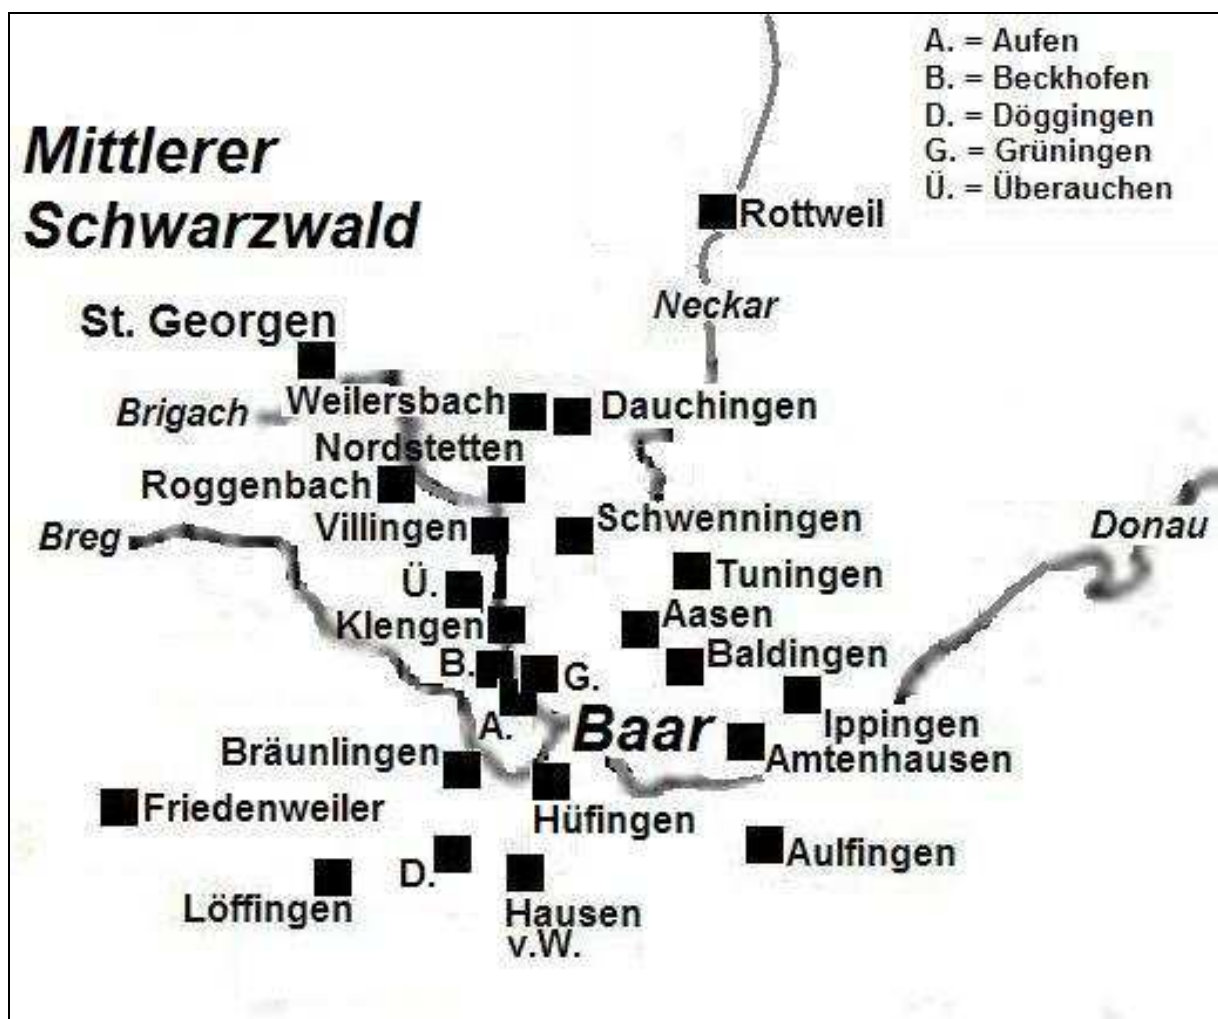 A. = Aufen
B. = Beckhofen
D. = Döggingen
G. = Grüningen
Ü. = Überauchen
Mittlerer
Schwarzwald
Rottweil
Neckar
St. Georgen
Brigach
Weilersbach
Dauchingen
Nordstetten
Roggenbach
Villingen
Schwenningen
Breg
Donau
Ü.
Tuningen
Klengen
Aasen
B.
G.
Baldingen
A.
Baar
Ippingen
Bräunlingen
Amtenhausen
Friedenweiler
Hüfingen
D.
Aulfingen
Löffingen
Hausen
v.W.